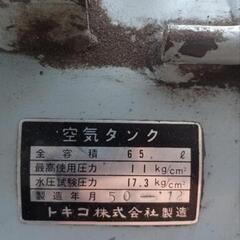 空気タンク
全容積 65. ℓ
最高使用圧力 11 kg/cm²
水圧試験圧力 17.3 kg/cm²
製造年月 50-12
トキコ株式会社製造